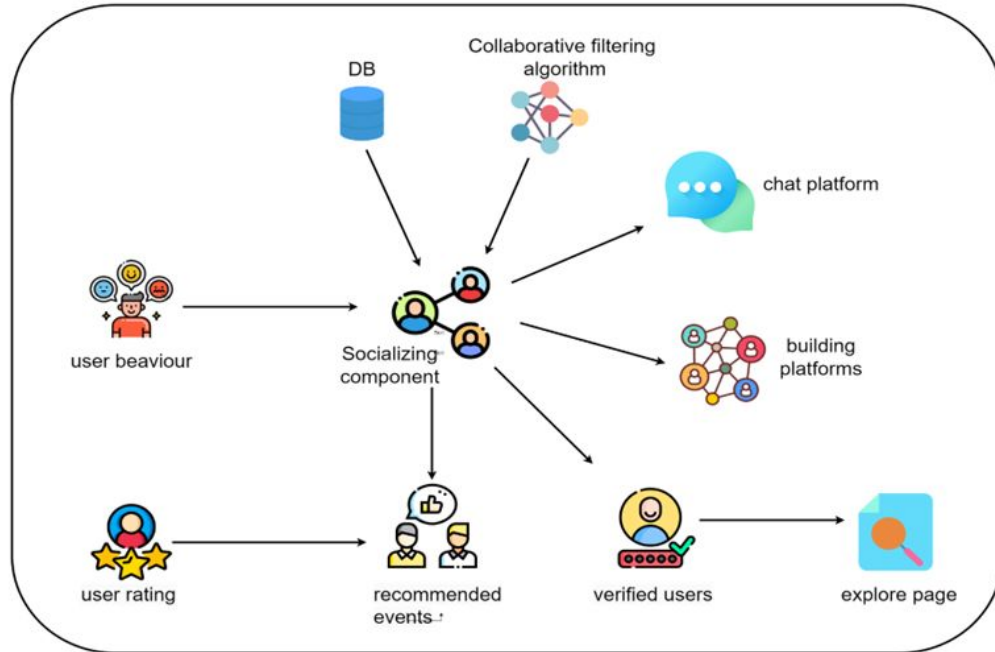 DB
Collaborative filtering
algorithm
chat platform
user beaviour
Socializing
component
building
platforms
user rating
recommended
events
verified users
explore page